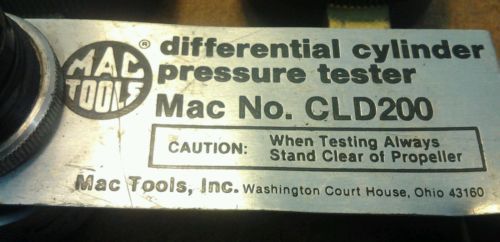 MAC
TOOLS
®
differential cylinder
pressure tester
Mac No. CLD200
CAUTION: When Testing Always
Stand Clear of Propeller
Mac Tools, Inc. Washington Court House, Ohio 43160